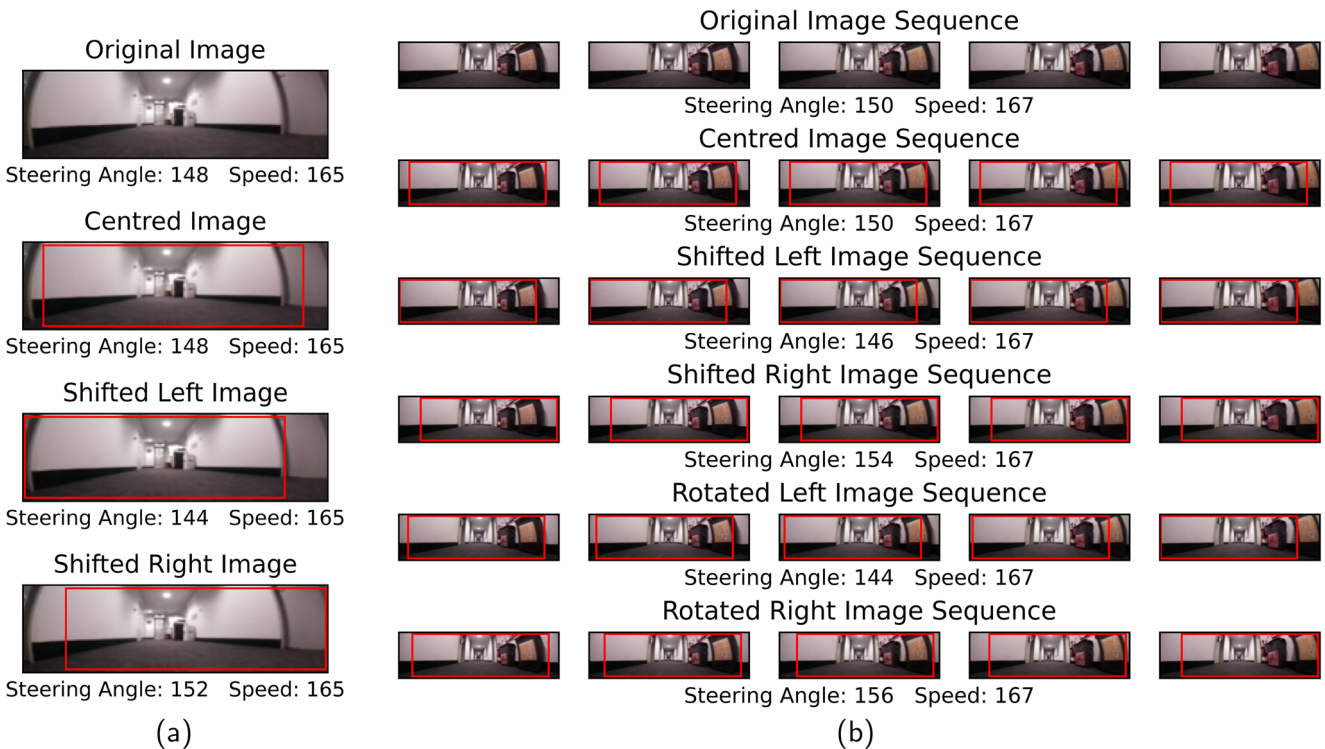 Original Image
Steering Angle: 148 Speed: 165
Centred Image
Steering Angle: 148 Speed: 165
Shifted Left Image
Steering Angle: 144 Speed: 165
Shifted Right Image
Steering Angle: 152 Speed: 165
(a)
Original Image Sequence
Steering Angle: 150 Speed: 167
Centred Image Sequence
Steering Angle: 150 Speed: 167
Shifted Left Image Sequence
Steering Angle: 146 Speed: 167
Shifted Right Image Sequence
Steering Angle: 154 Speed: 167
Rotated Left Image Sequence
Steering Angle: 144 Speed: 167
Rotated Right Image Sequence
Steering Angle: 156 Speed: 167
(b)